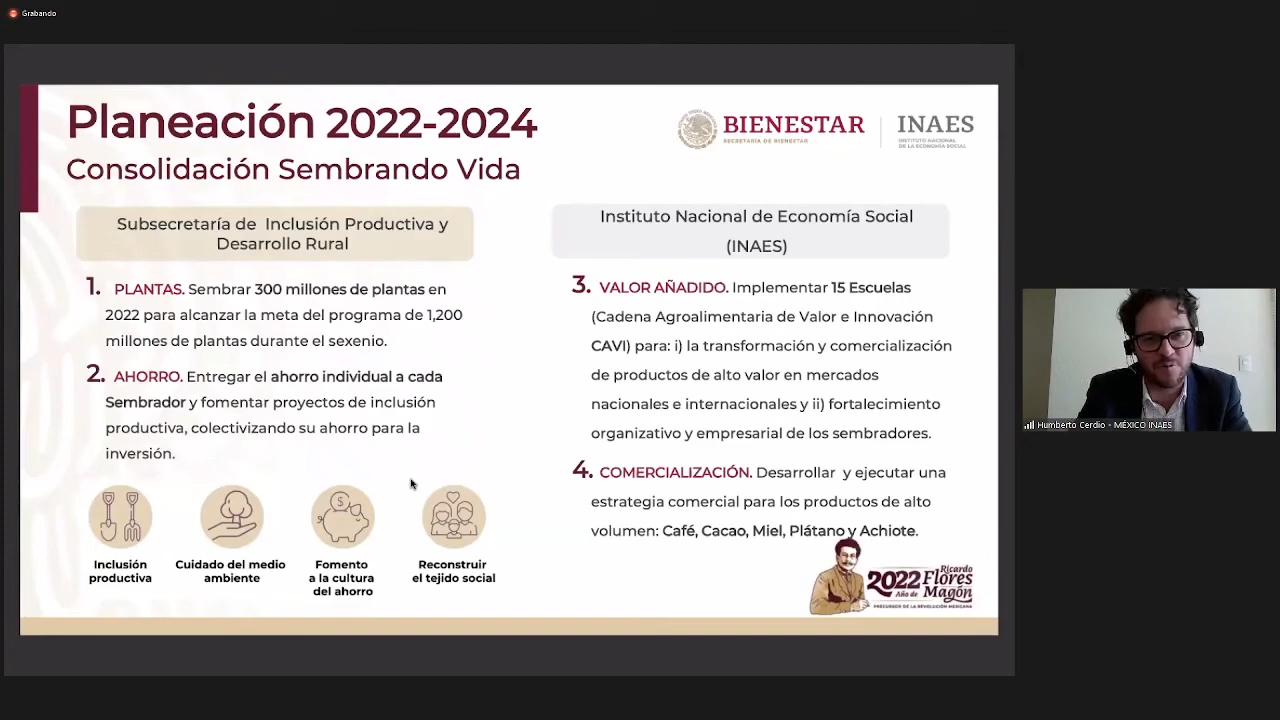 Grabando
Planeación 2022-2024
Consolidación Sembrando Vida
BIENESTAR
SECRETARÍA DE BIENESTAR
INAES
INSTITUTO NACIONAL
DE LA ECONOMÍA SOCIAL
Subsecretaría de Inclusión Productiva y
Desarrollo Rural
1. PLANTAS. Sembrar 300 millones de plantas en
2022 para alcanzar la meta del programa de 1,200
millones de plantas durante el sexenio.
2. AHORRO. Entregar el ahorro individual a cada
Sembrador y fomentar proyectos de inclusión
productiva, colectivizando su ahorro para la
inversión.
Inclusión
productiva
Cuidado del medio
ambiente
Fomento
a la cultura
del ahorro
Reconstruir
el tejido social
Instituto Nacional de Economía Social
(INAES)
3. VALOR AÑADIDO. Implementar 15 Escuelas
(Cadena Agroalimentaria de Valor e Innovación
CAVI) para: i) la transformación y comercialización
de productos de alto valor en mercados
nacionales e internacionales y ii) fortalecimiento
organizativo y empresarial de los sembradores.
4. COMERCIALIZACIÓN. Desarrollar y ejecutar una
estrategia comercial para los productos de alto
volumen: Café, Cacao, Miel, Plátano y Achiote.
2022 Ricardo
Año de Flores
Magón
PRECURSOR DE LA REVOLUCIÓN MEXICANA
Humberto Cerdio - MÉXICO INAES